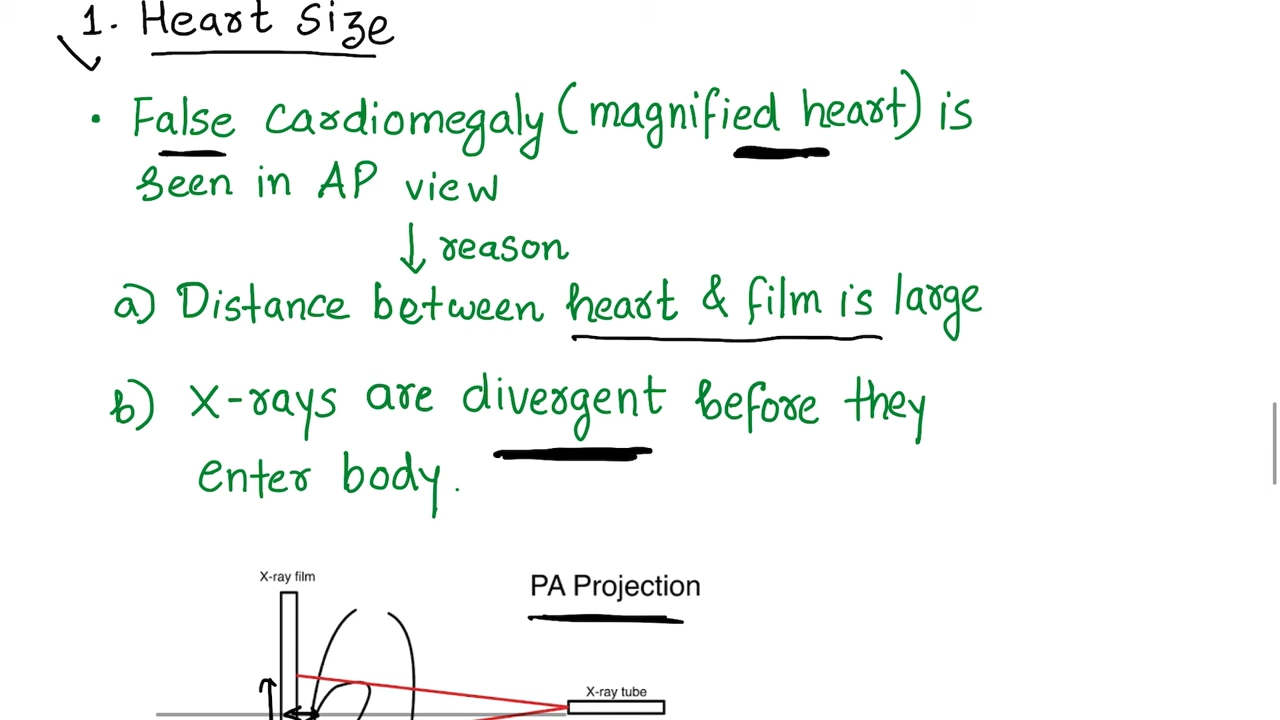 1. Heart size
• False cardiomegaly (magnified heart) is
seen in AP view
↓ reason
a) Distance between heart & film is large
b) X-rays are divergent before they
enter body.
X-ray film
PA Projection
X-ray tube